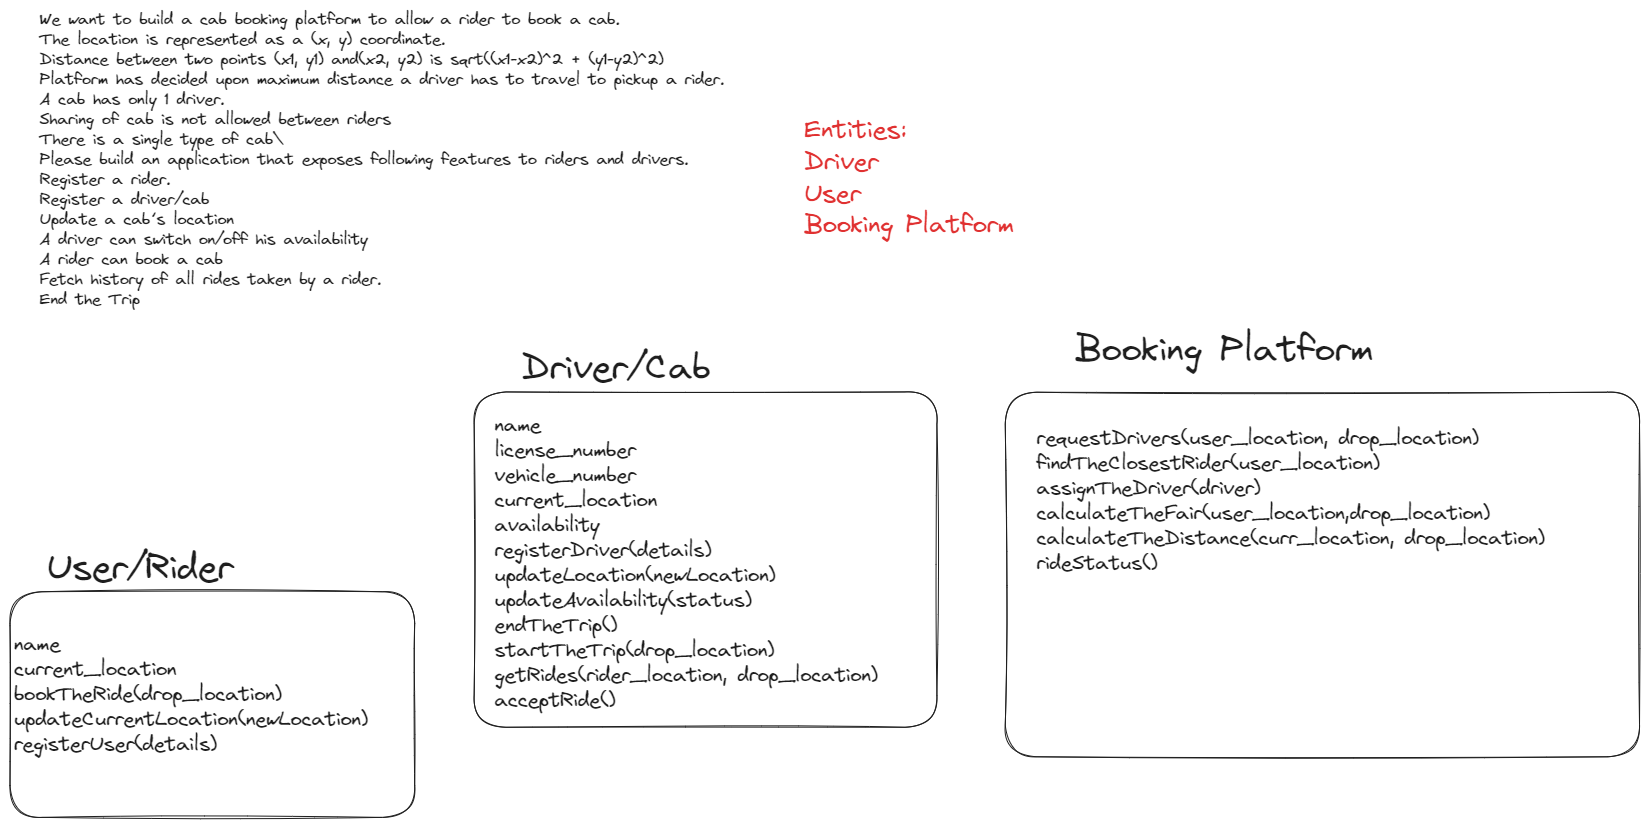 We want to build a cab booking platform to allow a rider to book a cab.
The location is represented as a (x, y) coordinate.
Distance between two points (x1, y1) and(x2, y2) is sqrt((x1-x2)^2 + (y1-y2)^2)
Platform has decided upon maximum distance a driver has to travel to pickup a rider.
A cab has only 1 driver.
Sharing of cab is not allowed between riders
There is a single type of cab\
Please build an application that exposes following features to riders and drivers.
Register a rider.
Register a driver/cab
Update a cab's location
A driver can switch on/off his availability
A rider can book a cab
Fetch history of all rides taken by a rider.
End the Trip
Entities:
Driver
User
Booking Platform
User/Rider
name
current_location
bookTheRide(drop_location)
updateCurrentLocation(newLocation)
registerUser(details)
Driver/Cab
name
license_number
vehicle_number
current_location
availability
registerDriver(details)
updateLocation(newLocation)
updateAvailability(status)
endTheTrip()
startTheTrip(drop_location)
getRides(rider_location, drop_location)
acceptRide()
Booking Platform
requestDrivers(user_location, drop_location)
findTheClosestRider(user_location)
assignTheDriver(driver)
calculateTheFair(user_location,drop_location)
calculateTheDistance(curr_location, drop_location)
rideStatus()